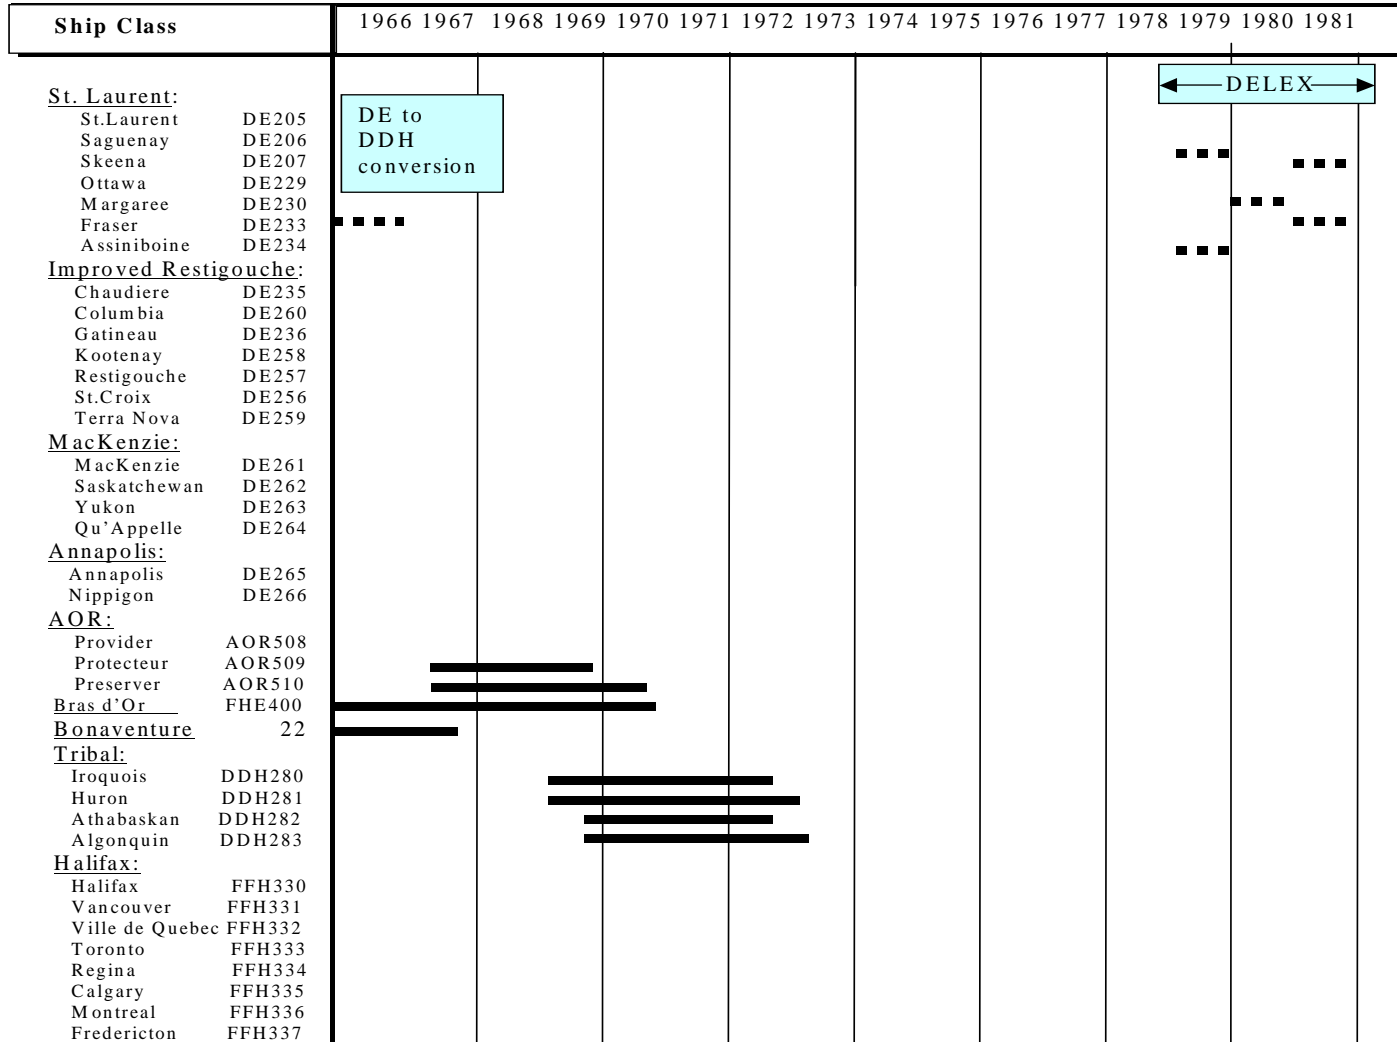 Ship Class 1966 1967 1968 1969 1970 1971 1972 1973 1974 1975 1976 1977 1978 1979 1980 1981
DELEX
St. Laurent:
DE to
DDH
conversion
St.Laurent DE205
Saguenay DE206
Skeena DE207
Ottawa DE229
Margaree DE230
Fraser DE233
Assiniboine DE234
Improved Restigouche:
Chaudiere DE235
Columbia DE260
Gatineau DE236
Kootenay DE258
Restigouche DE257
St.Croix DE256
Terra Nova DE259
MacKenzie:
MacKenzie DE261
Saskatchewan DE262
Yukon DE263
Qu’Appelle DE264
Annapolis:
Annapolis DE265
Nippigon DE266
AOR:
Provider AOR508
Protecteur AOR509
Preserver AOR510
Bras d’Or FHE400
Bonaventure 22
Tribal:
Iroquois DDH280
Huron DDH281
Athabaskan DDH282
Algonquin DDH283
Halifax:
Halifax FFH330
Vancouver FFH331
Ville de Quebec FFH332
Toronto FFH333
Regina FFH334
Calgary FFH335
Montreal FFH336
Fredericton FFH337